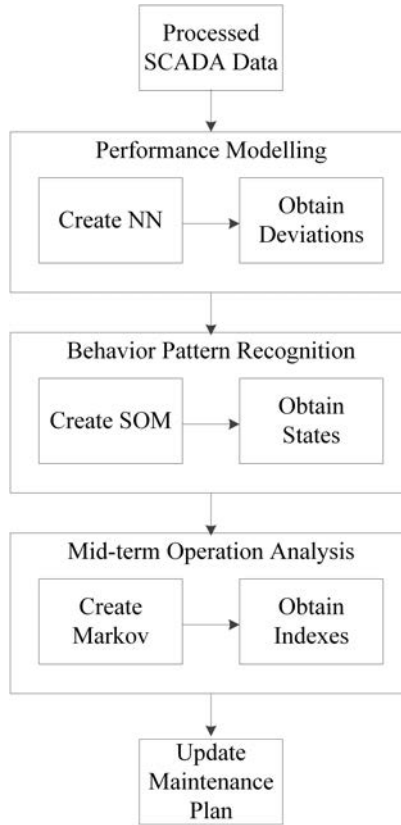 Processed
SCADA Data
Performance Modelling
Create NN
Obtain
Deviations
Behavior Pattern Recognition
Create SOM
Obtain
States
Mid-term Operation Analysis
Create
Markov
Obtain
Indexes
Update
Maintenance
Plan